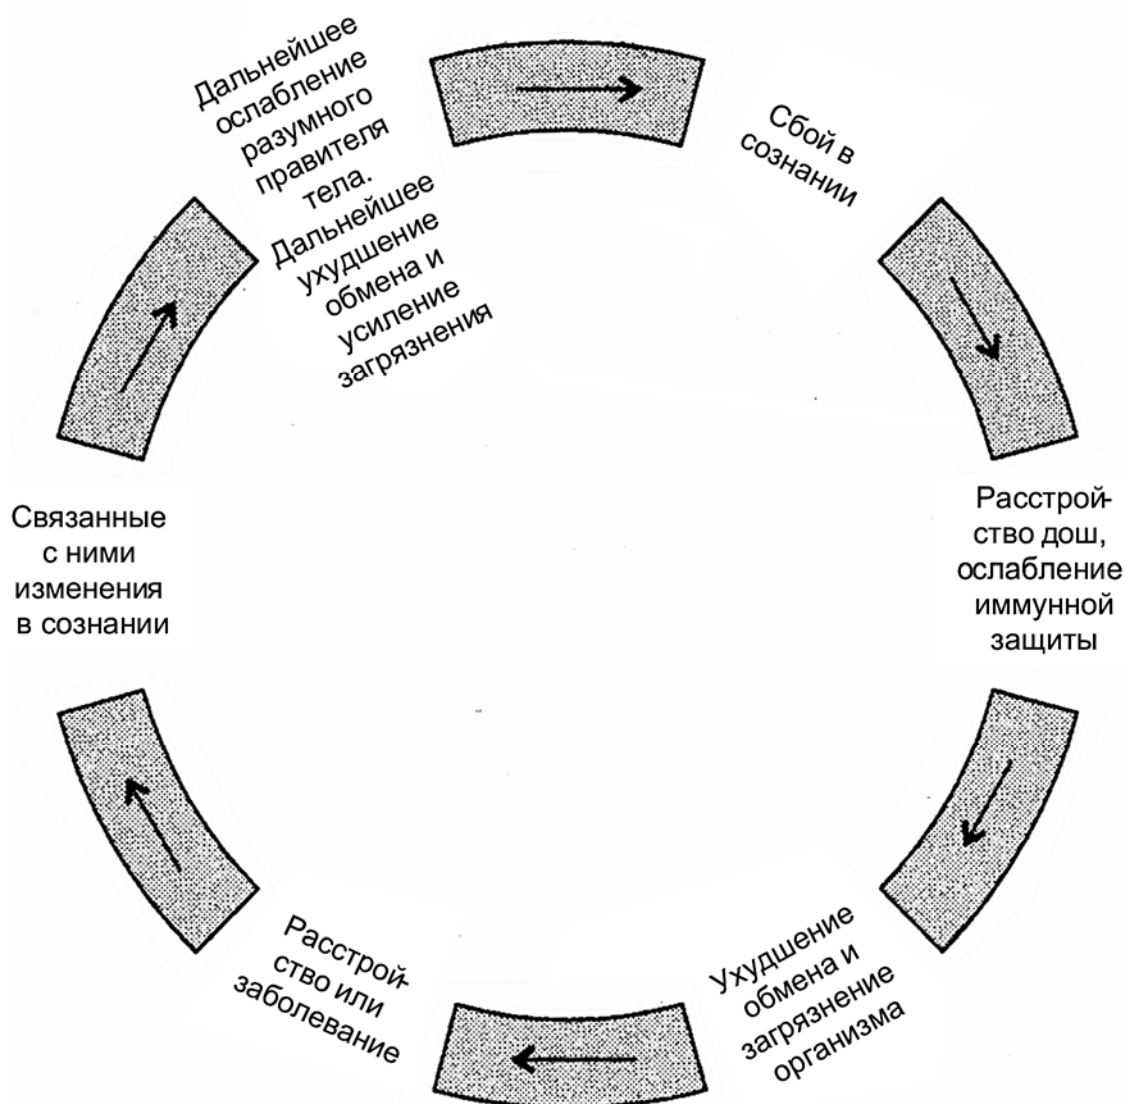 Дальнейшее
ослабление
разумного
правителя
тела.
Дальнейшее
ухудшение
обмена и
усиление
загрязнения
Сбой в
сознании
Расстрой-
ство дош,
ослабление
иммунной
защиты
Ухудшение
обмена и
загрязнение
организма
Расстрой-
ство или
заболевание
Связанные
с ними
изменения
в сознании